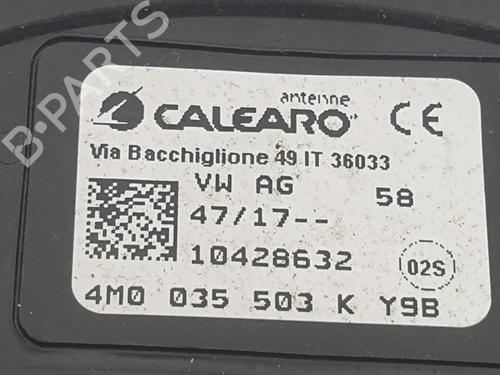 B-PARTS
antenne
CALEARO
CE
Via Bacchiglione 49 IT 36033
VW AG 58
47/17--
10428632
02S
4M0 035 503 K Y9B